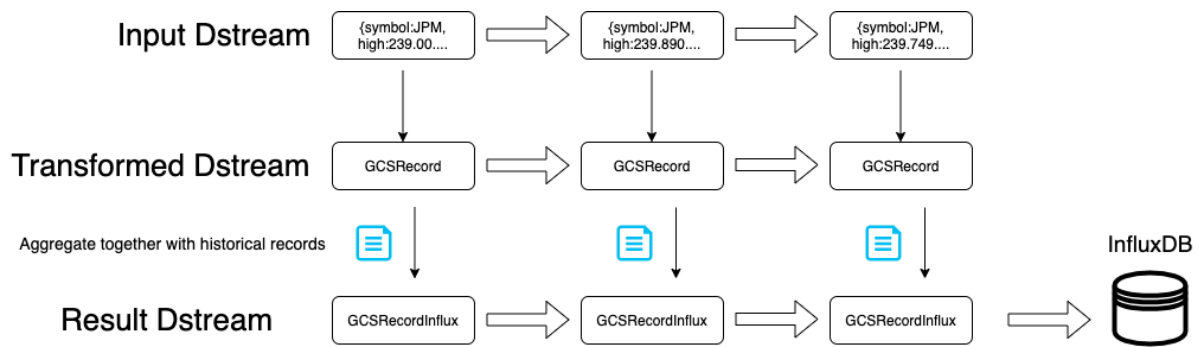 Input Dstream
{symbol:JPM,
high:239.00....
{symbol:JPM,
high:239.890....
{symbol:JPM,
high:239.749....
Transformed Dstream
GCSRecord
GCSRecord
GCSRecord
Aggregate together with historical records
InfluxDB
Result Dstream
GCSRecordInflux
GCSRecordInflux
GCSRecordInflux